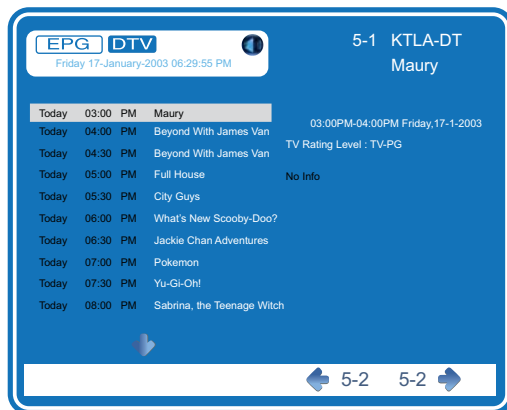 EPG DTV
Friday 17-January-2003 06:29:55 PM
5-1 KTLA-DT
Maury
Today 03:00 PM Maury
Today 04:00 PM Beyond With James Van
Today 04:30 PM Beyond With James Van
Today 05:00 PM Full House
Today 05:30 PM City Guys
Today 06:00 PM What's New Scooby-Doo?
Today 06:30 PM Jackie Chan Adventures
Today 07:00 PM Pokemon
Today 07:30 PM Yu-Gi-Oh!
Today 08:00 PM Sabrina, the Teenage Witch
03:00PM-04:00PM Friday,17-1-2003
TV Rating Level : TV-PG
No Info
5-2 5-2